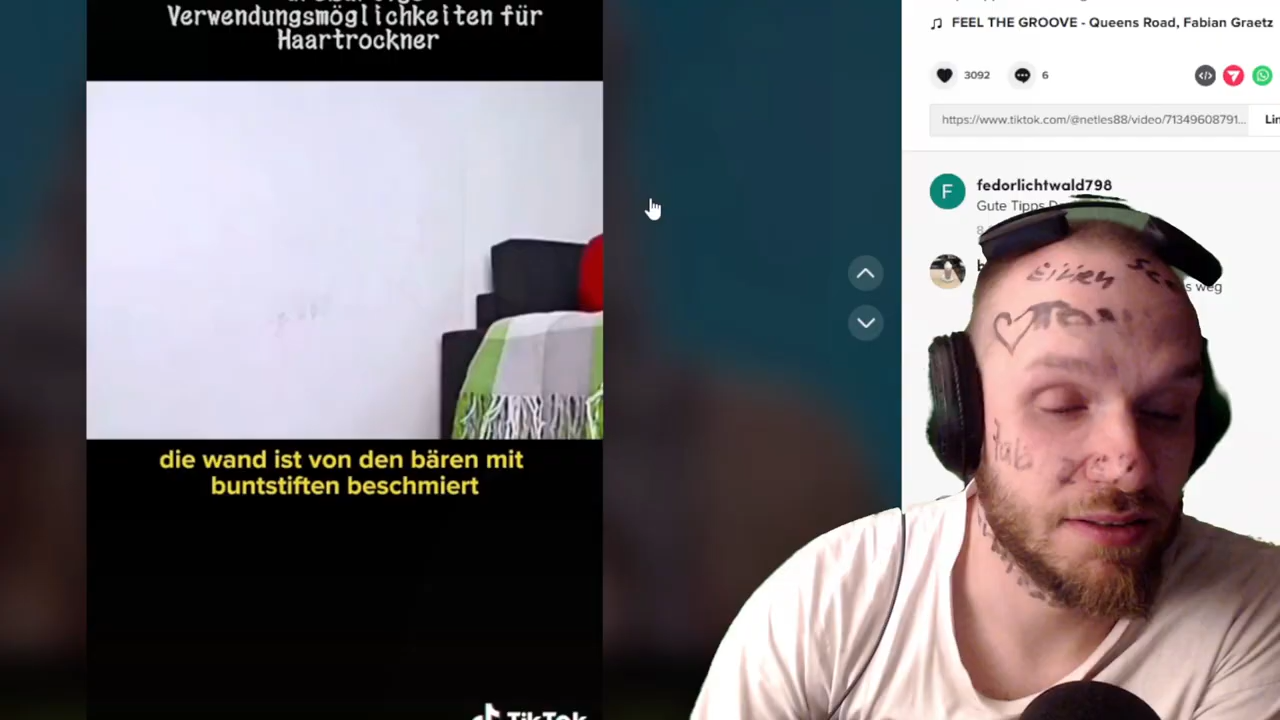 Verwendungsmöglichkeiten für
Haartrockner
die wand ist von den bären mit
buntstiften beschmiert
TikTok
FEEL THE GROOVE - Queens Road, Fabian Graetz
3092
6
https://www.tiktok.com/@netles88/video/71349608791...
fedorlichtwald798
Gute Tipps
weg